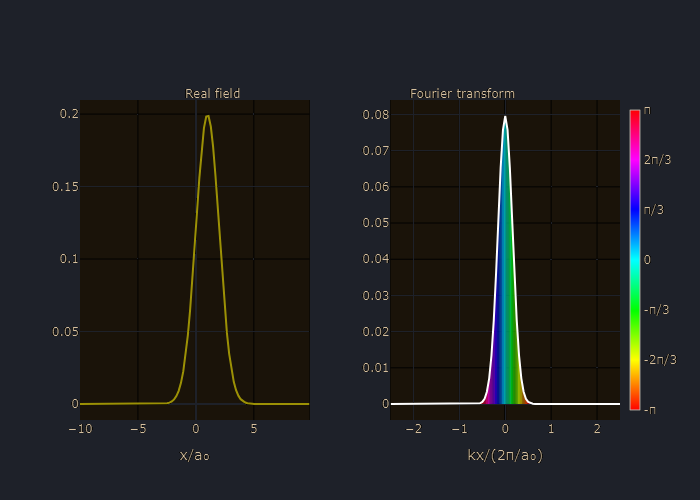 Real field
Fourier transform
0.2
0.15
0.1
0.05
0
−10
−5
0
5
x/a₀
0.08
0.07
0.06
0.05
0.04
0.03
0.02
0.01
0
−2
−1
0
1
2
kx/(2π/a₀)
π
2π/3
π/3
0
-π/3
-2π/3
-π